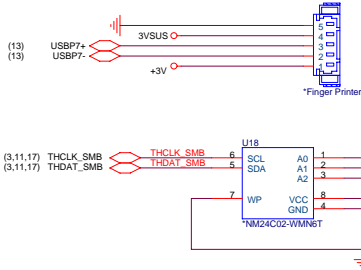 5
3VSUS
4
(13) USBP7+
3
(13) USBP7-
2
+3V
1
*Finger Printer
U18
(3,11,17) THCLK_SMB THCLK_SMB 6 SCL A0 1
(3,11,17) THDAT_SMB THDAT_SMB 5 SDA A1 2
A2 3
7 WP VCC 8
GND 4
*NM24C02-WMN6T